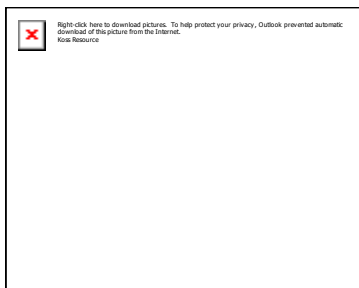 Right-click here to download pictures. To help protect your privacy, Outlook prevented automatic
download of this picture from the Internet.
Koss Resource